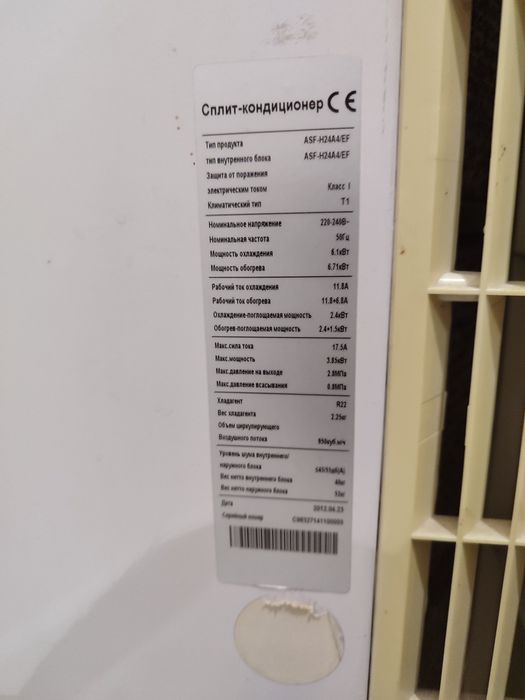 Сплит-кондиционер CE
Тип продукта ASF-H24A4/EF
тип внутреннего блока ASF-H24A4/EF
Защита от поражения
электрическим током Класс I
Климатический тип T1
Номинальное напряжение 220-240В~
Номинальная частота 50Гц
Мощность охлаждения 6.1кВт
Мощность обогрева 6.71кВт
Рабочий ток охлаждения 11.8А
Рабочий ток обогрева 11.8+6.8А
Охлаждение-поглощаемая мощность 2.4кВт
Обогрев-поглощаемая мощность 2.4+1.5кВт
Макс.сила тока 17.5А
Макс.мощность 3.85кВт
Макс.давление на выходе 2.8МПа
Макс.давление всасывания 0.8МПа
Хладагент R22
Вес хладагента 2.25кг
Объем циркулирующего
Воздушного потока 950куб.м/ч
Уровень шума внутреннего/
наружного блока ≤45/55дб(А)
Вес нетто внутреннего блока 40кг
Вес нетто наружного блока 53кг
Дата 2012.04.23
Серийный номер